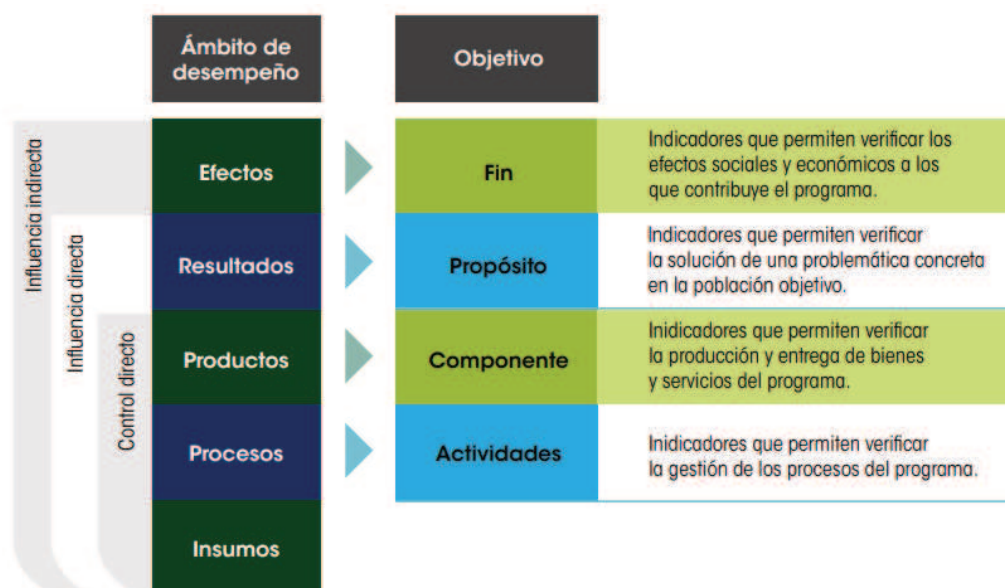 Ámbito de
desempeño
Objetivo
Influencia indirecta
Influencia directa
Control directo
Efectos
Fin
Indicadores que permiten verificar los
efectos sociales y económicos a los
que contribuye el programa.
Resultados
Propósito
Indicadores que permiten verificar
la solución de una problemática concreta
en la población objetivo.
Productos
Componente
Inidicadores que permiten verificar
la producción y entrega de bienes
y servicios del programa.
Procesos
Actividades
Inidicadores que permiten verificar
la gestión de los procesos del programa.
Insumos